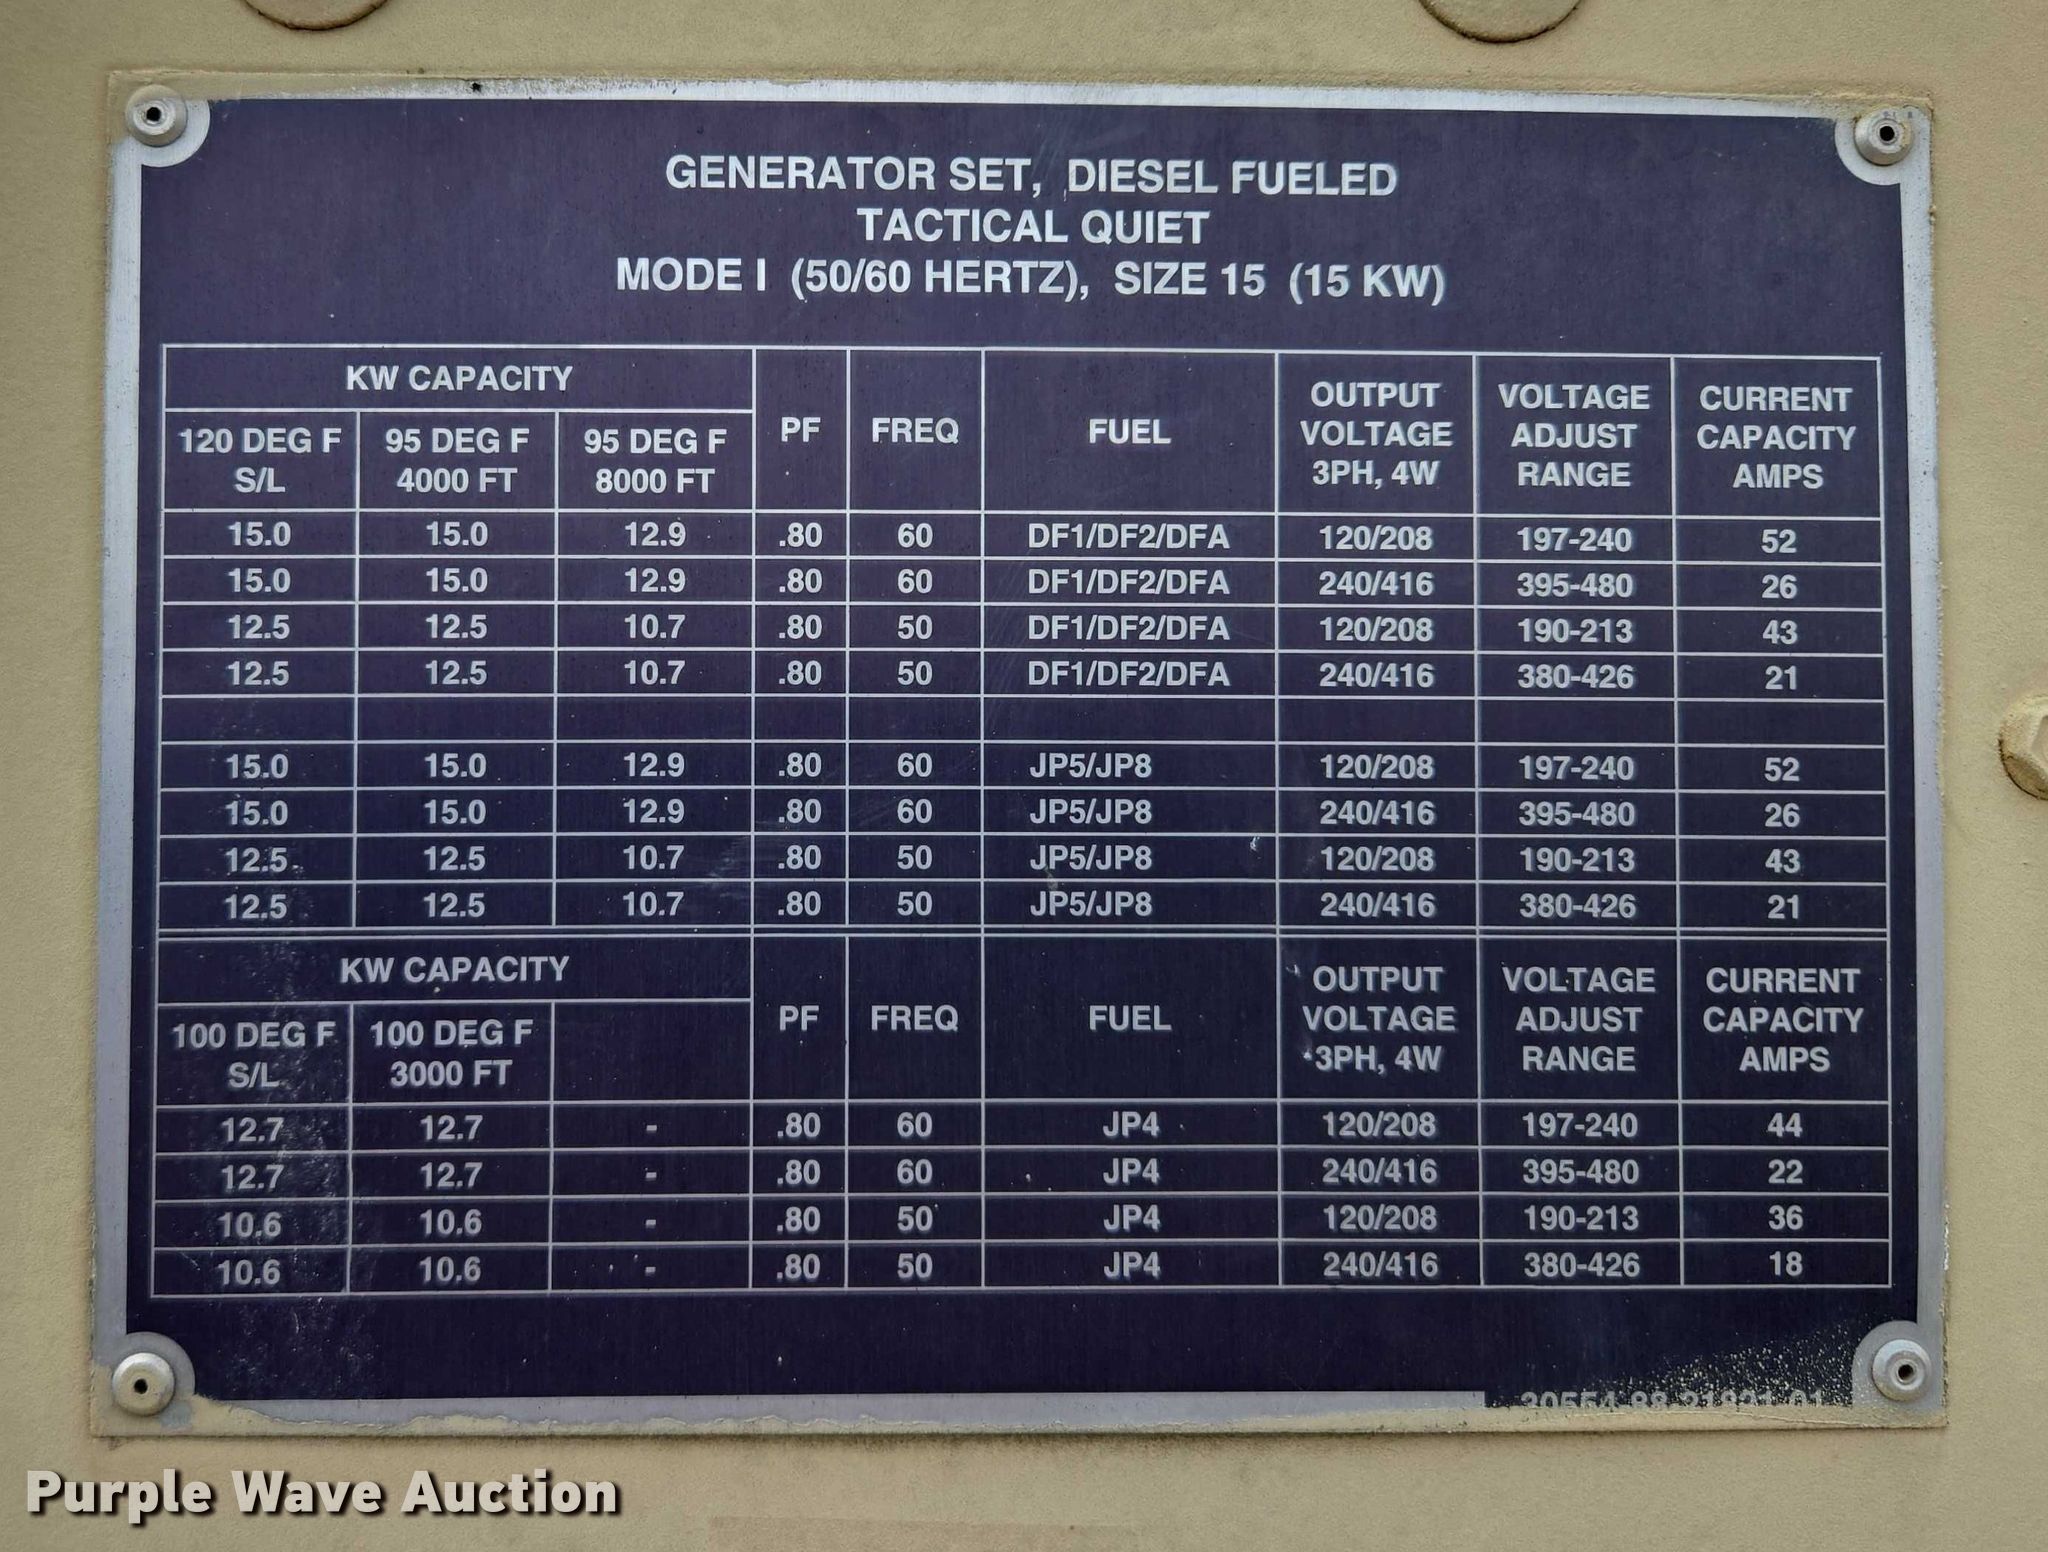 GENERATOR SET, DIESEL FUELED
TACTICAL QUIET
MODE I (50/60 HERTZ), SIZE 15 (15 KW)
KW CAPACITY
120 DEG F S/L 95 DEG F 4000 FT 95 DEG F 8000 FT PF FREQ FUEL OUTPUT VOLTAGE 3PH, 4W VOLTAGE ADJUST RANGE CURRENT CAPACITY AMPS
15.0 15.0 12.9 .80 60 DF1/DF2/DFA 120/208 197-240 52
15.0 15.0 12.9 .80 60 DF1/DF2/DFA 240/416 395-480 26
12.5 12.5 10.7 .80 50 DF1/DF2/DFA 120/208 190-213 43
12.5 12.5 10.7 .80 50 DF1/DF2/DFA 240/416 380-426 21
15.0 15.0 12.9 .80 60 JP5/JP8 120/208 197-240 52
15.0 15.0 12.9 .80 60 JP5/JP8 240/416 395-480 26
12.5 12.5 10.7 .80 50 JP5/JP8 120/208 190-213 43
12.5 12.5 10.7 .80 50 JP5/JP8 240/416 380-426 21
KW CAPACITY
100 DEG F S/L 100 DEG F 3000 FT PF FREQ FUEL OUTPUT VOLTAGE 3PH, 4W VOLTAGE ADJUST RANGE CURRENT CAPACITY AMPS
12.7 12.7 - .80 60 JP4 120/208 197-240 44
12.7 12.7 - .80 60 JP4 240/416 395-480 22
10.6 10.6 - .80 50 JP4 120/208 190-213 36
10.6 10.6 - .80 50 JP4 240/416 380-426 18
Purple Wave Auction